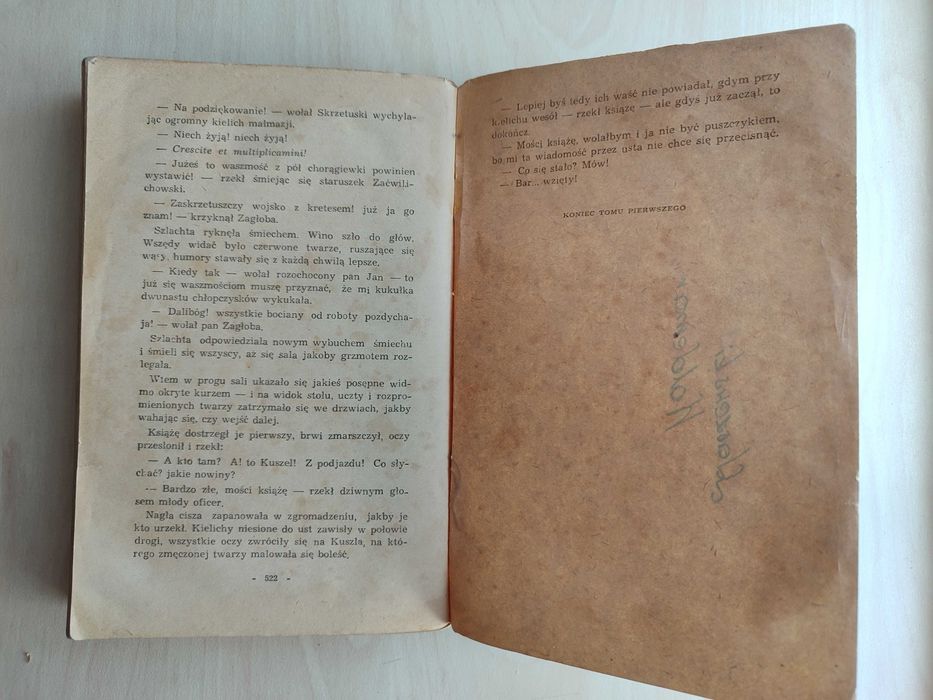 — Na podziękowanie! — wołał Skrzetuski wychyla-
jąc ogromny kielich małmazji.
— Niech żyją! niech żyją!
— Crescite et multiplicamini!
— Jużeś to waszmość z pół chorągiewki powinien
wystawić! — rzekł śmiejąc się staruszek Zaćwili-
chowski.
— Zaskrzetuszczy wojsko z kretesem! już ja go
znam! — krzyknął Zagłoba.
Szlachta ryknęła śmiechem. Wino szło do głów.
Wszędy widać było czerwone twarze, ruszające się
wąsy, humory stawały się z każdą chwilą lepsze.
— Kiedy tak — wołał rozochocony pan Jan — to
już się waszmościom muszę przyznać, że mi kukułka
dwunastu chłopczysków wykukała.
— Dalibóg! wszystkie bociany od roboty pozdycha-
ja! — wołał pan Zagłoba.
Szlachta odpowiedziała nowym wybuchem śmiechu
i śmieli się wszyscy, aż się sala jakoby grzmotem roz-
legała.
Wtem w progu sali ukazało się jakieś posępne wid-
mo okryte kurzem — i na widok stołu, uczty i rozpro-
mienionych twarzy zatrzymało się we drzwiach, jakby
wahając się, czy wejść dalej.
Książę dostrzegł je pierwszy, brwi zmarszczył, oczy
przesłonił i rzekł:
— A kto tam? A! to Kuszel! Z podjazdu! Co sły-
chać? jakie nowiny?
— Bardzo złe, mości książę — rzekł dziwnym gło-
sem młody oficer.
Nagła cisza zapanowała w zgromadzeniu, jakby je
kto urzekł. Kielichy niesione do ust zawisły w połowie
drogi, wszystkie oczy zwróciły się na Kuszla, na któ-
rego zmęczonej twarzy malowała się boleść.
- 522 -
— Lepiej byś tedy ich waść nie powiadał, gdym przy
kielichu wesół — rzekł książę — ale gdyś już zaczął, to
dokończ.
— Mości książę, wolałbym i ja nie być puszczykiem,
bo mi ta wiadomość przez usta nie chce się przecisnąć.
— Co się stało? Mów!
— Bar... wzięty!
KONIEC TOMU PIERWSZEGO